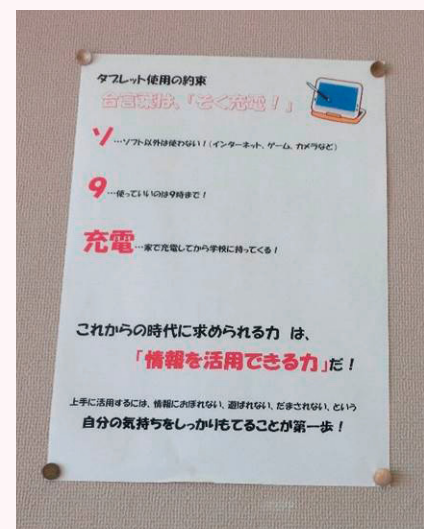 タブレット使用の約束
合言葉は、「そく充電！」
ソ…ソフト以外は使わない！（インターネット、ゲーム、カメラなど）
9…使っていいのは9時まで！
充電…家で充電してから学校に持ってくる！
これからの時代に求められる力 は、
「情報を活用できる力」だ！
上手に活用するには、情報におぼれない、遊ばれない、だまされない、という
自分の気持ちをしっかりもてることが第一歩！